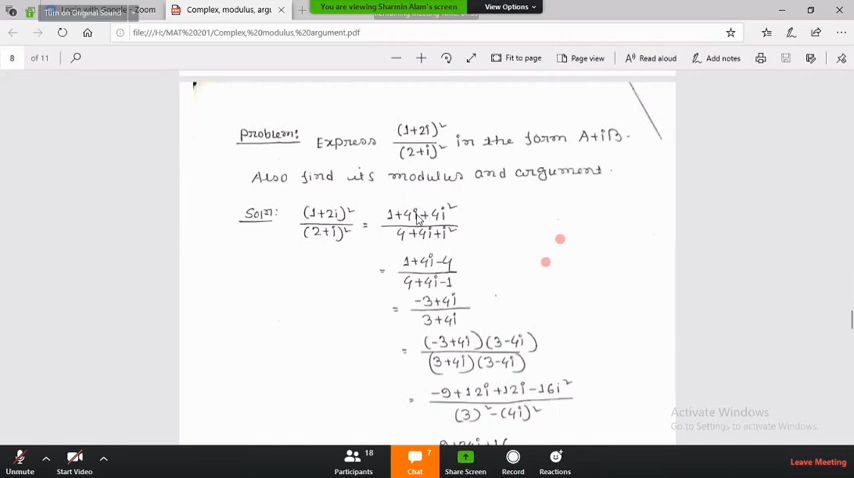 Zoom
Complex, modulus, arg
You are viewing Sharmin Alam's screen
View Options
Turn on Original Sound
file:///H:/MAT%20201/Complex,%20modulus,%20argument.pdf
8 of 11
Fit to page
Page view
Read aloud
Add notes
Problem: Express (1+2i)²/(2+i)² in the form A+iB.
Also find its modulus and argument.
Soln: (1+2i)²/(2+i)² = 1+4i+4i²/4+4i+i²
= 1+4i-4/4+4i-1
= -3+4i/3+4i
= (-3+4i)(3-4i)/(3+4i)(3-4i)
= -9+12i+12i-16i²/(3)²-(4i)²
Activate Windows
Go to Settings to activate Windows.
Unmute
Start Video
18
Participants
7
Chat
Share Screen
Record
Reactions
Leave Meeting